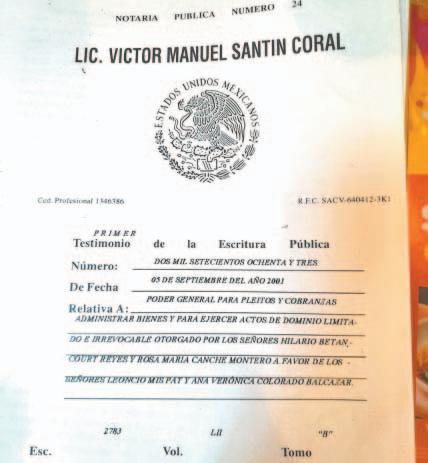 NOTARIA PUBLICA NUMERO 24
LIC. VICTOR MANUEL SANTIN CORAL
ESTADOS UNIDOS MEXICANOS
Ced. Profesional 1346386 R.F.C. SACV-640412-3K1
PRIMER
Testimonio de la Escritura Pública
Número: DOS MIL SETECIENTOS OCHENTA Y TRES
De Fecha 05 DE SEPTIEMBRE DEL AÑO 2001
Relativa A: PODER GENERAL PARA PLEITOS Y COBRANZAS
ADMINISTRAR BIENES Y PARA EJERCER ACTOS DE DOMINIO LIMITA-
DO E IRREVOCABLE OTORGADO POR LOS SEÑORES HILARIO BETAN-
COURT REYES Y ROSA MARIA CANCHE MONTERO A FAVOR DE LOS
SEÑORES LEONCIO MIS PAT Y ANA VERÓNICA COLORADO BALCAZAR.
2783 LII "B"
Esc. Vol. Tomo